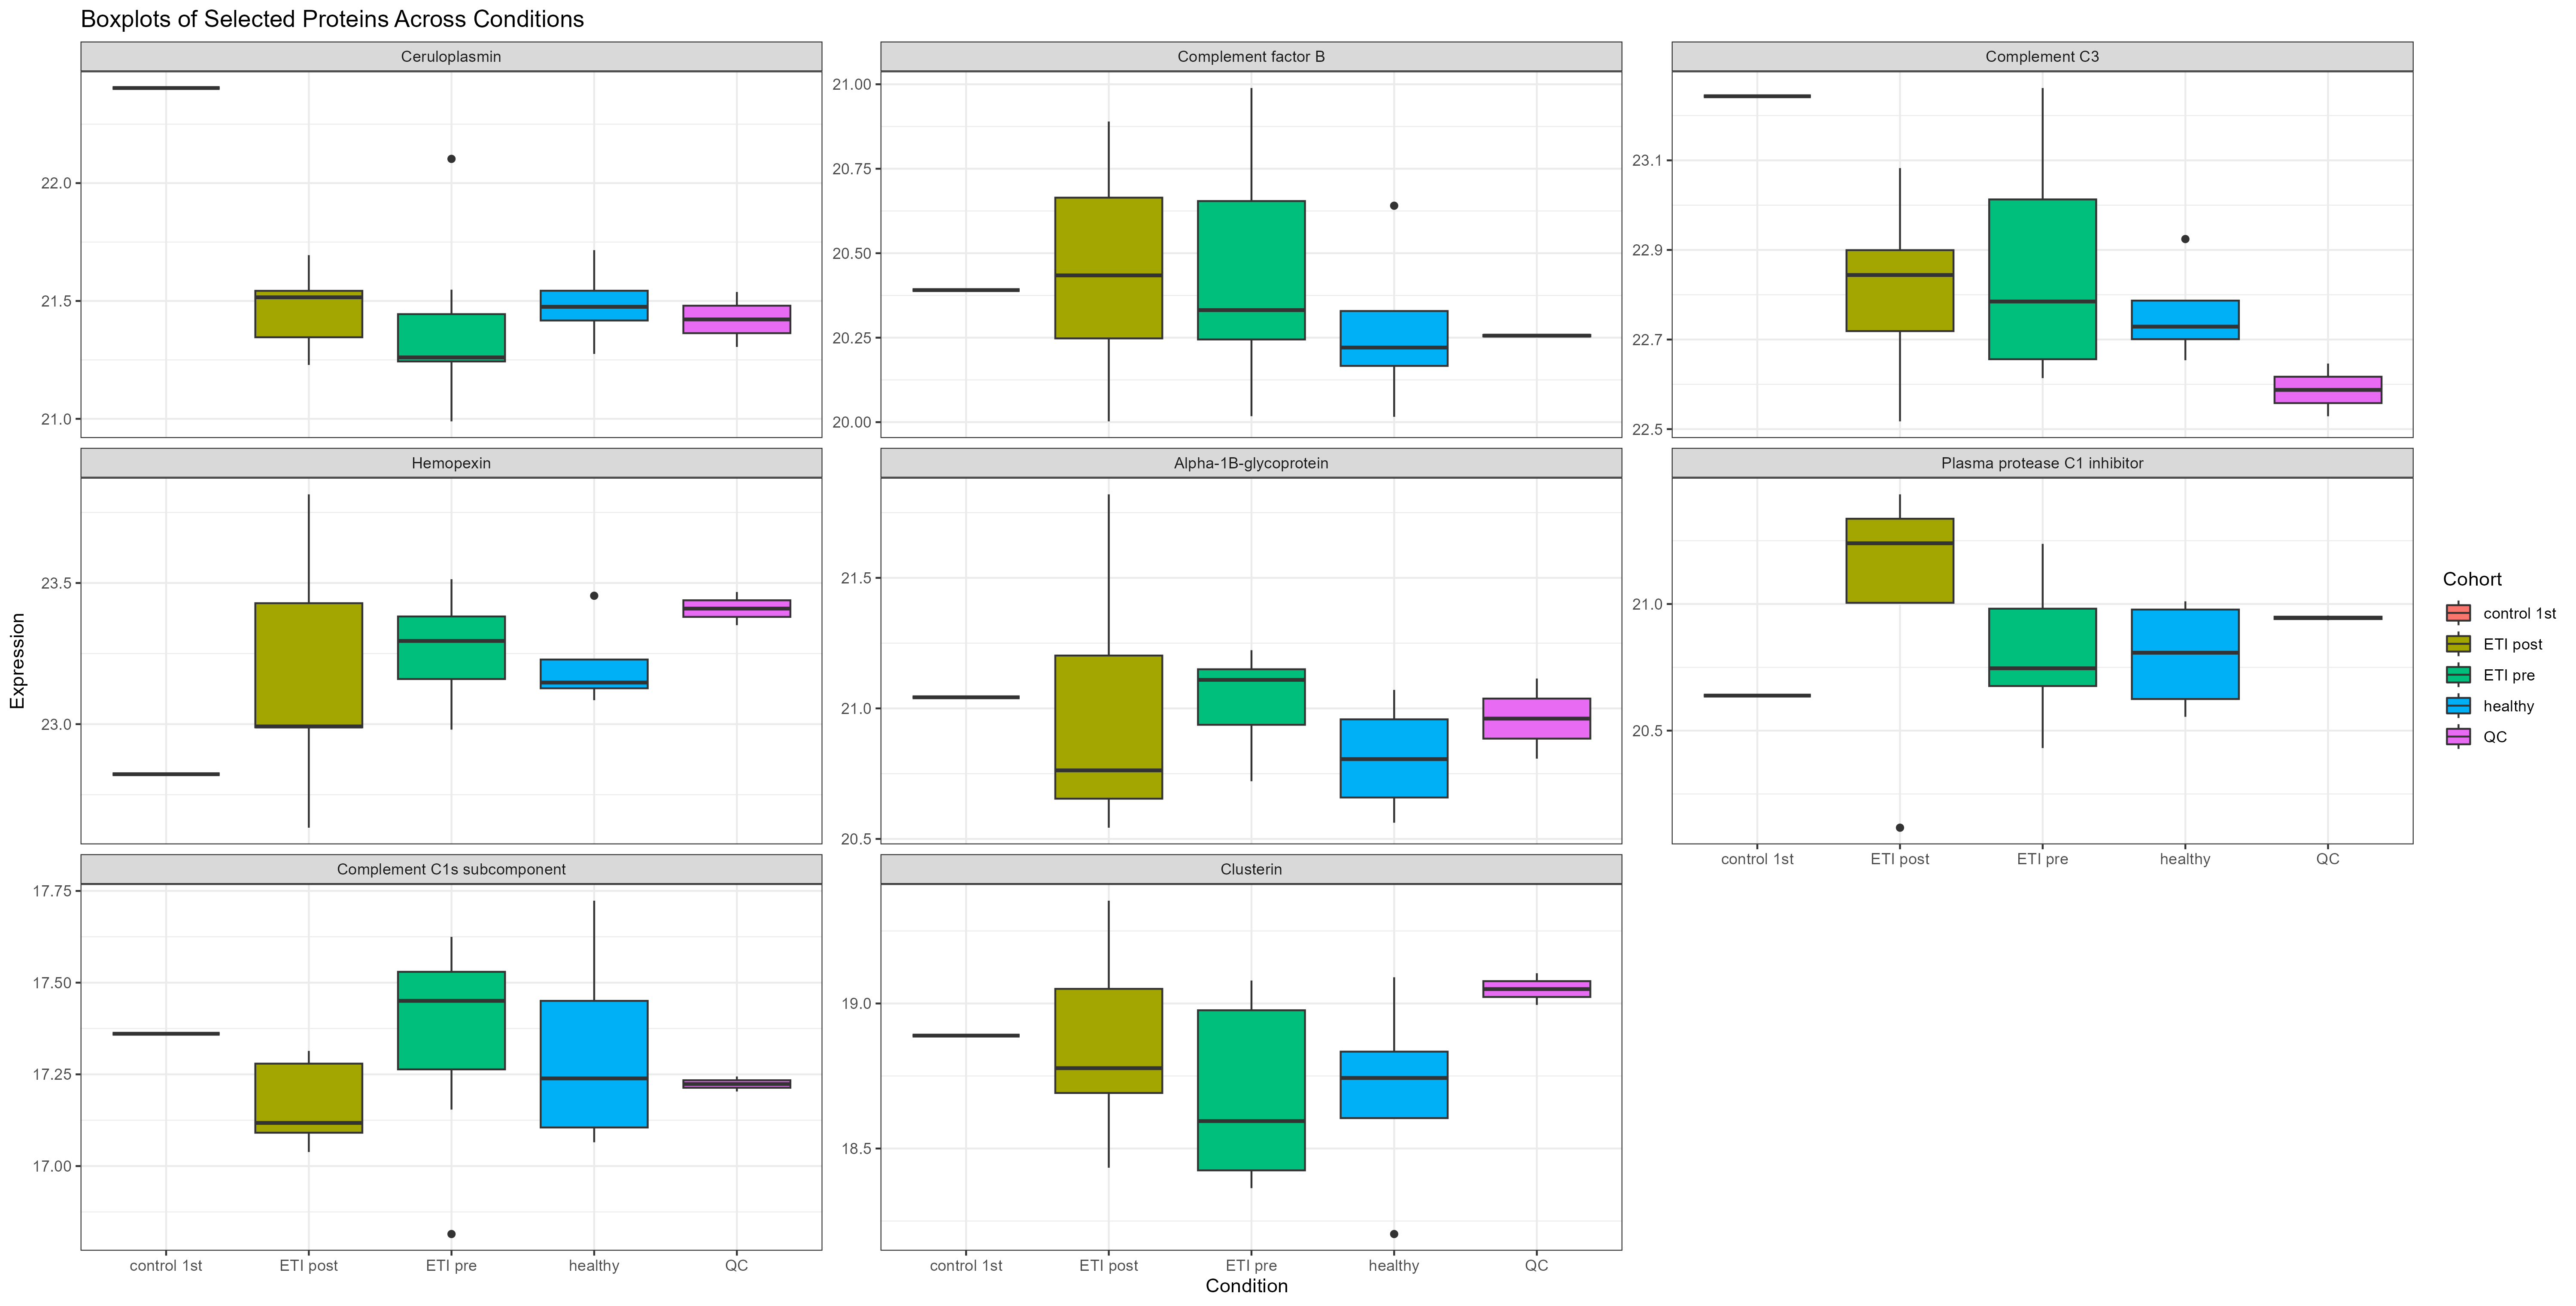 Boxplots of Selected Proteins Across Conditions
Ceruloplasmin
Complement factor B
Complement C3
22.0
21.5
21.0
21.00
20.75
20.50
20.25
20.00
23.1
22.9
22.7
22.5
Hemopexin
Alpha-1B-glycoprotein
Plasma protease C1 inhibitor
23.5
23.0
21.5
21.0
20.5
21.0
20.5
control 1st
ETI post
ETI pre
healthy
QC
Complement C1s subcomponent
Clusterin
17.75
17.50
17.25
17.00
19.0
18.5
control 1st
ETI post
ETI pre
healthy
QC
control 1st
ETI post
ETI pre
healthy
QC
Condition
Expression
Cohort
control 1st
ETI post
ETI pre
healthy
QC